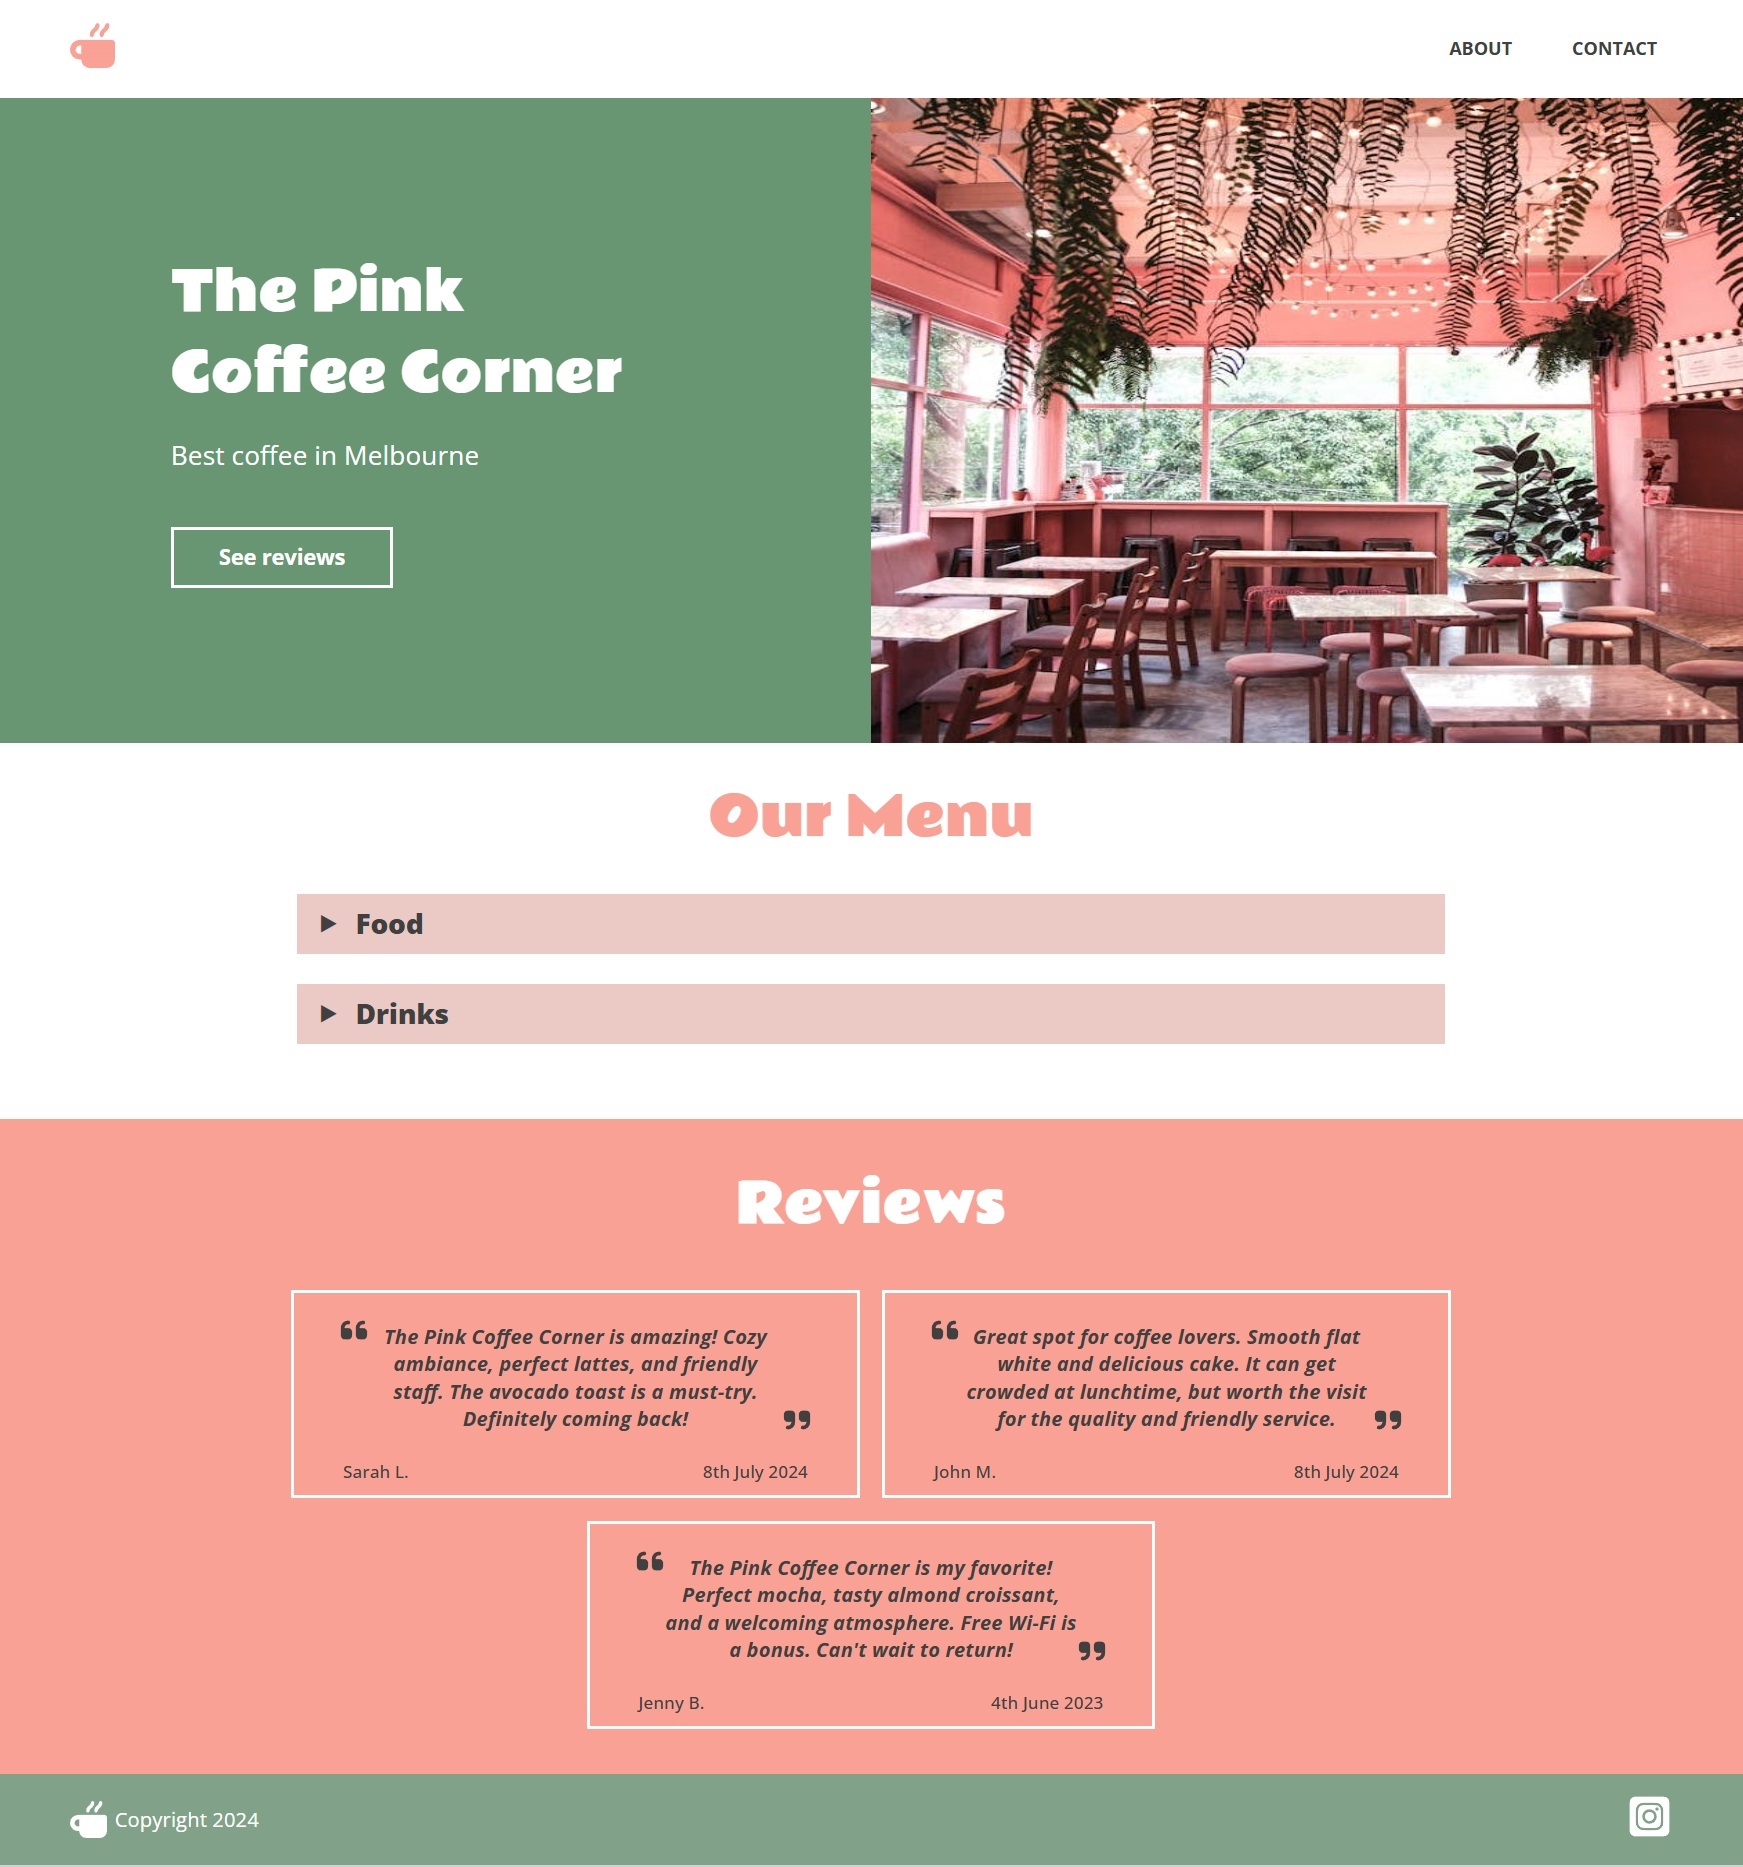 ABOUT CONTACT
The Pink
Coffee Corner
Best coffee in Melbourne
See reviews
Our Menu
Food
Drinks
Reviews
“ The Pink Coffee Corner is amazing! Cozy
ambiance, perfect lattes, and friendly
staff. The avocado toast is a must-try.
Definitely coming back! ”
Sarah L. 8th July 2024
“ Great spot for coffee lovers. Smooth flat
white and delicious cake. It can get
crowded at lunchtime, but worth the visit
for the quality and friendly service. ”
John M. 8th July 2024
“ The Pink Coffee Corner is my favorite!
Perfect mocha, tasty almond croissant,
and a welcoming atmosphere. Free Wi-Fi is
a bonus. Can't wait to return! ”
Jenny B. 4th June 2023
Copyright 2024